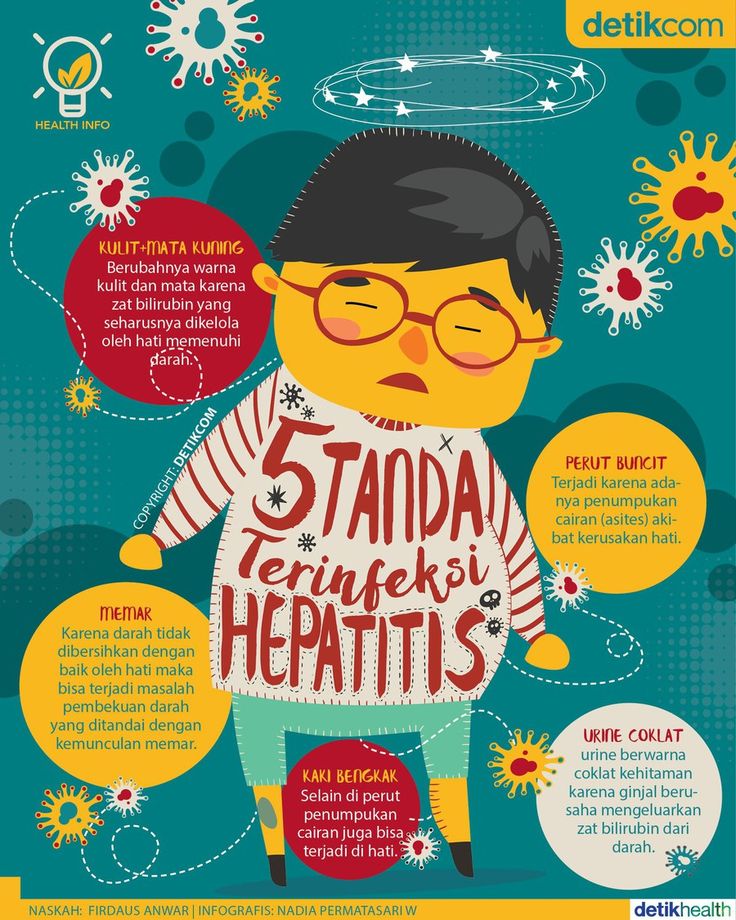 detikcom
HEALTH INFO
KULIT+MATA KUNING
Berubahnya warna
kulit dan mata karena
zat bilirubin yang
seharusnya dikelola
oleh hati memenuhi
darah.
COPYRIGHT: DETIKCOM
5 TANDA
Terinfeksi
HEPATITIS
PERUT BUNCIT
Terjadi karena ada-
nya penumpukan
cairan (asites) aki-
bat kerusakan hati.
MEMAR
Karena darah tidak
dibersihkan dengan
baik oleh hati maka
bisa terjadi masalah
pembekuan darah
yang ditandai dengan
kemunculan memar.
KAKI BENGKAK
Selain di perut
penumpukan
cairan juga bisa
terjadi di hati.
URINE COKLAT
urine berwarna
coklat kehitaman
karena ginjal beru-
saha mengeluarkan
zat bilirubin dari
darah.
NASKAH: FIRDAUS ANWAR | INFOGRAFIS: NADIA PERMATASARI W
detikhealth